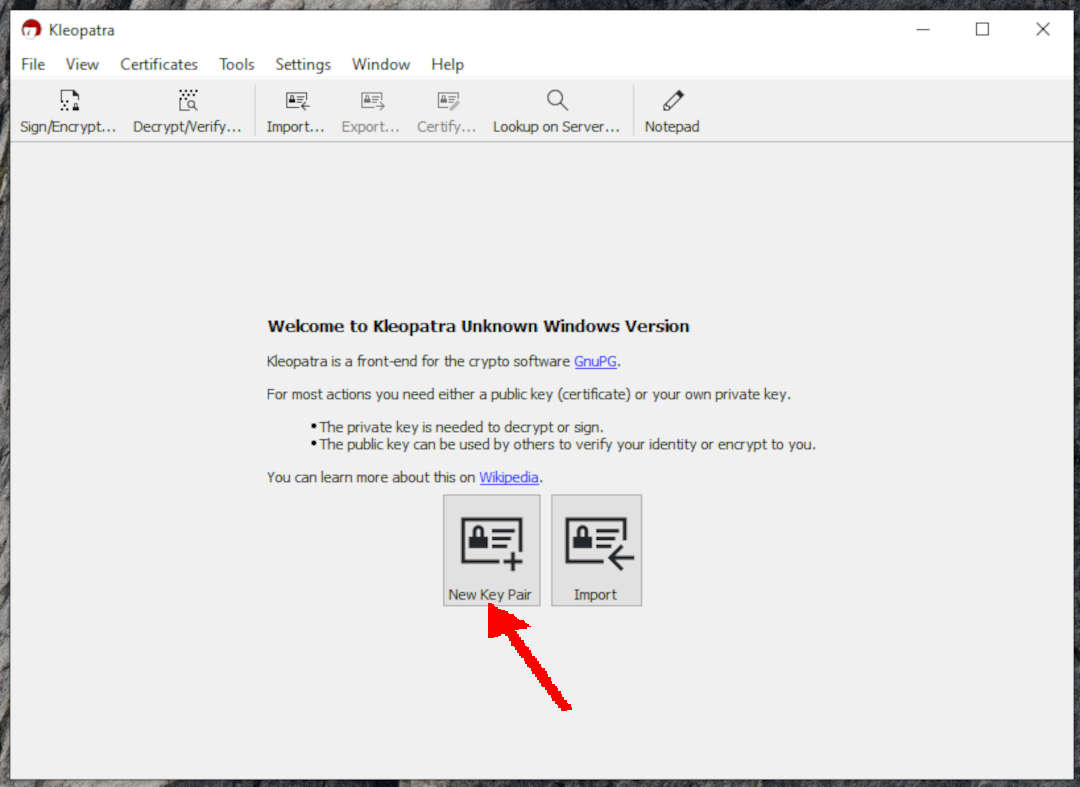 Kleopatra
File View Certificates Tools Settings Window Help
Sign/Encrypt... Decrypt/Verify... Import... Export... Certify... Lookup on Server... Notepad
Welcome to Kleopatra Unknown Windows Version
Kleopatra is a front-end for the crypto software GnuPG.
For most actions you need either a public key (certificate) or your own private key.
• The private key is needed to decrypt or sign.
• The public key can be used by others to verify your identity or encrypt to you.
You can learn more about this on Wikipedia.
New Key Pair Import